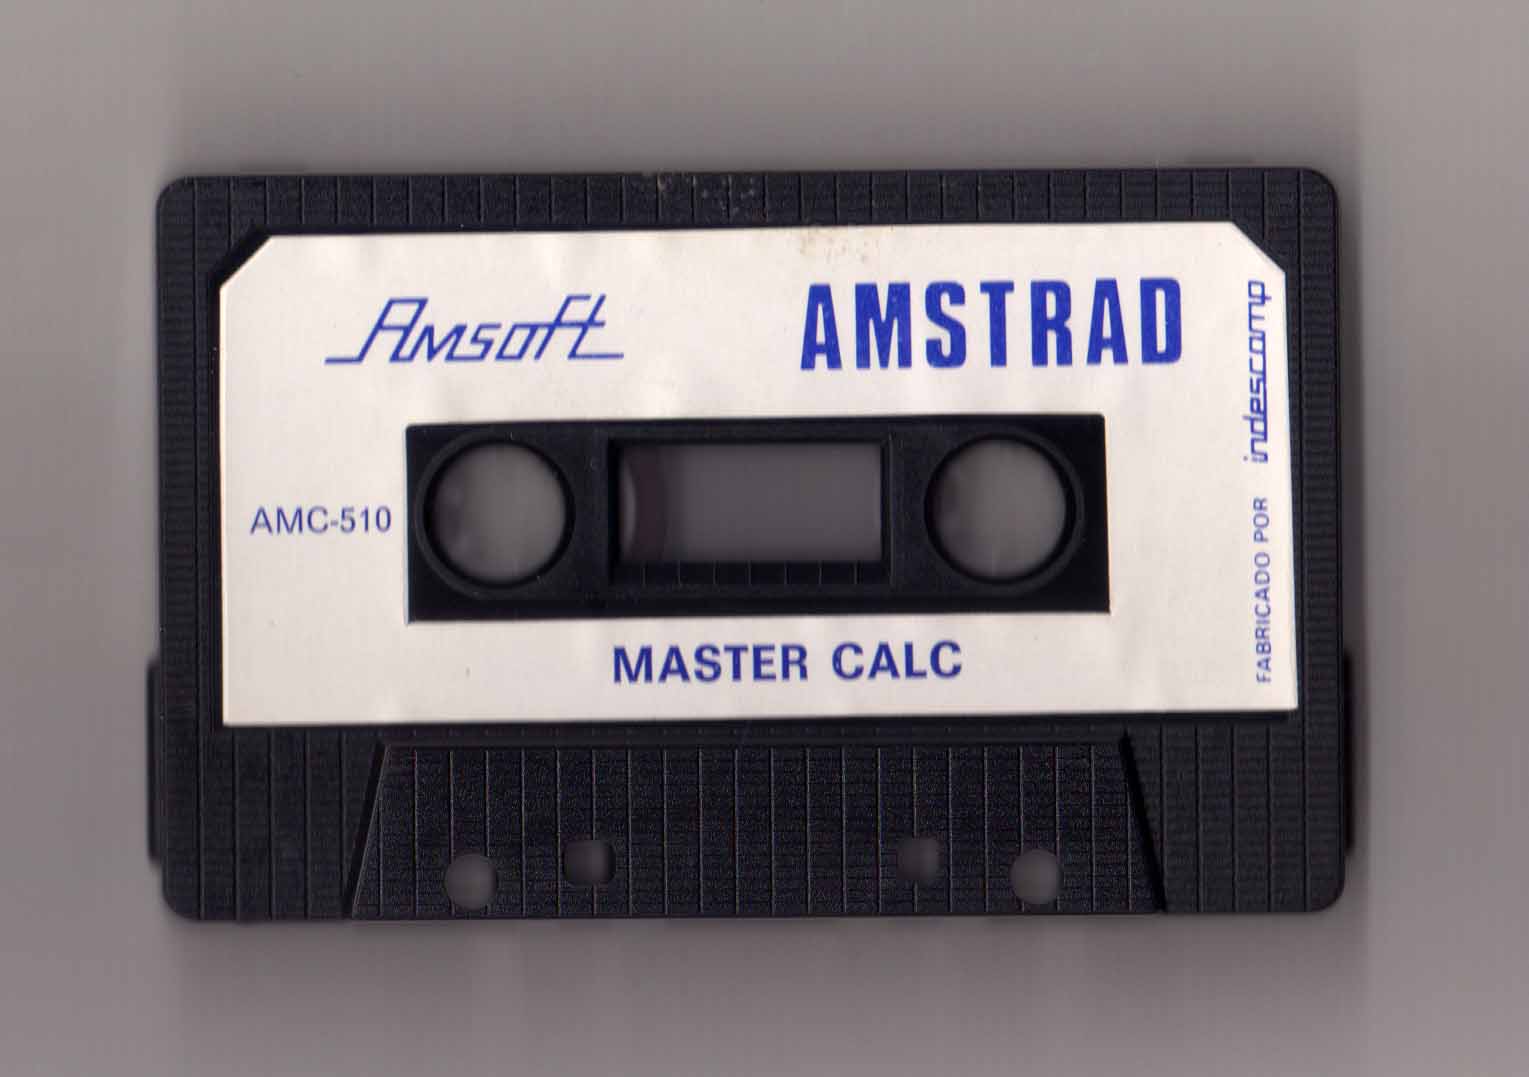 Amsoft
AMSTRAD
AMC-510
MASTER CALC
FABRICADO POR indescomp